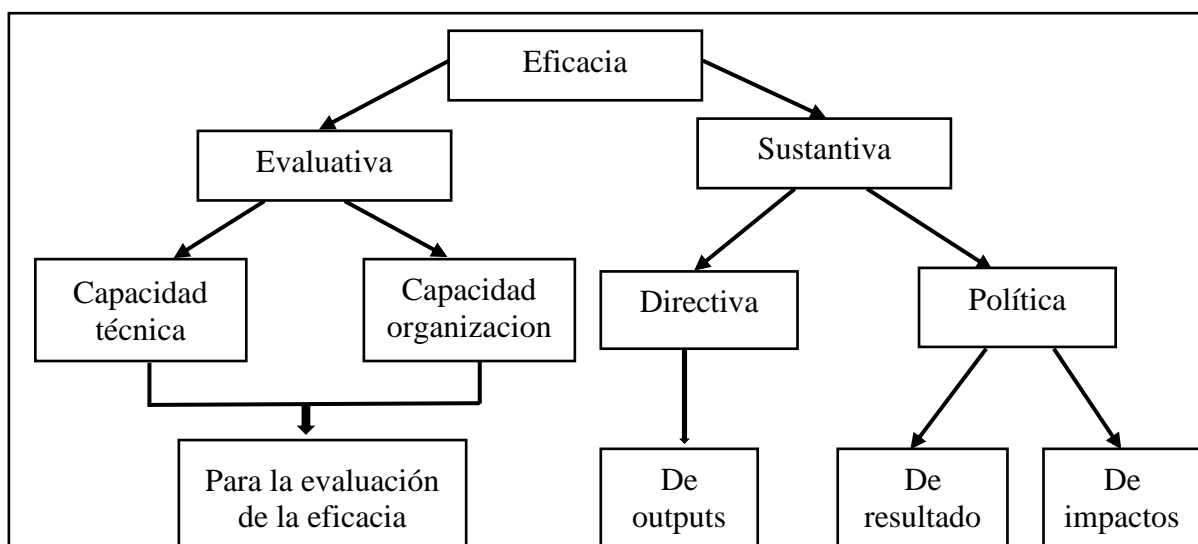 Eficacia
Evaluativa
Sustantiva
Capacidad
técnica
Capacidad
organizacion
Directiva
Política
Para la evaluación
de la eficacia
De
outputs
De
resultado
De
impactos